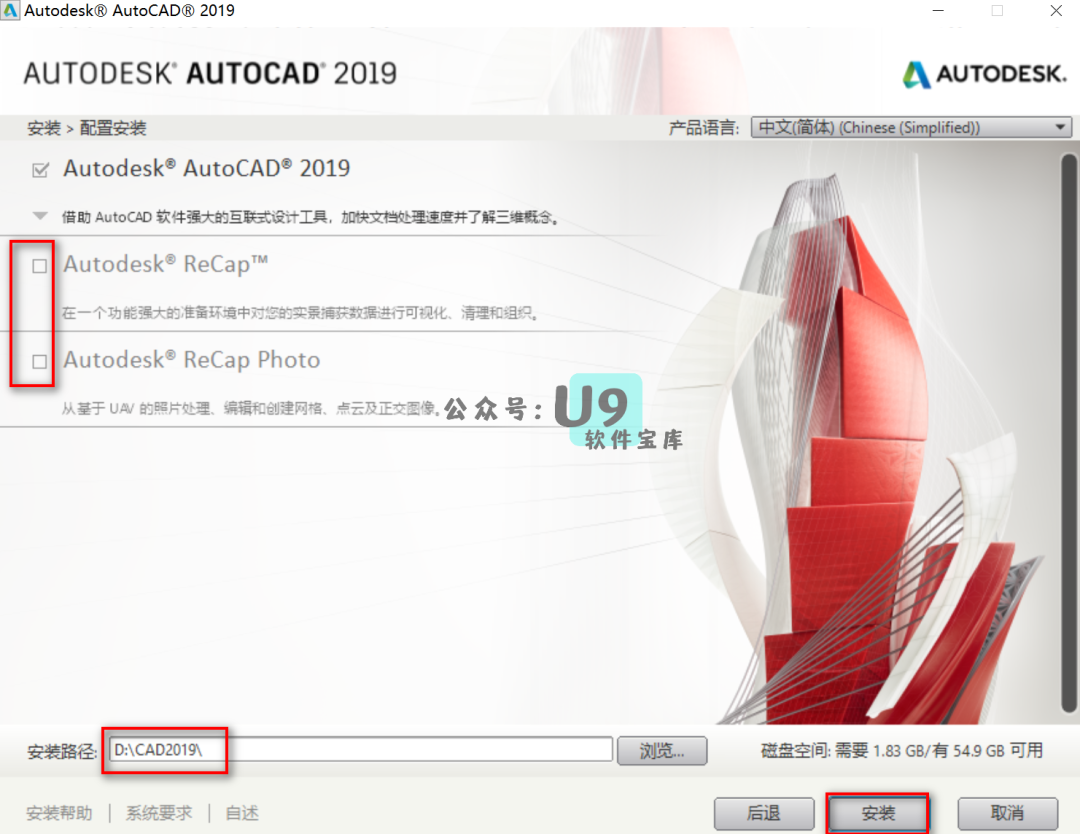 Autodesk® AutoCAD® 2019
AUTODESK® AUTOCAD® 2019
AUTODESK.
安装 > 配置安装
产品语言: 中文(简体) (Chinese (Simplified))
Autodesk® AutoCAD® 2019
借助 AutoCAD 软件强大的互联式设计工具，加快文档处理速度并了解三维概念。
Autodesk® ReCap™
在一个功能强大的准备环境中对您的实景捕获数据进行可视化、清理和组织。
Autodesk® ReCap Photo
从基于 UAV 的照片处理、编辑和创建网格、点云及正交图像。
公众号: U9
软件宝库
安装路径: D:\CAD2019\ 浏览... 磁盘空间: 需要 1.83 GB/有 54.9 GB 可用
安装帮助 | 系统要求 | 自述 后退 安装 取消